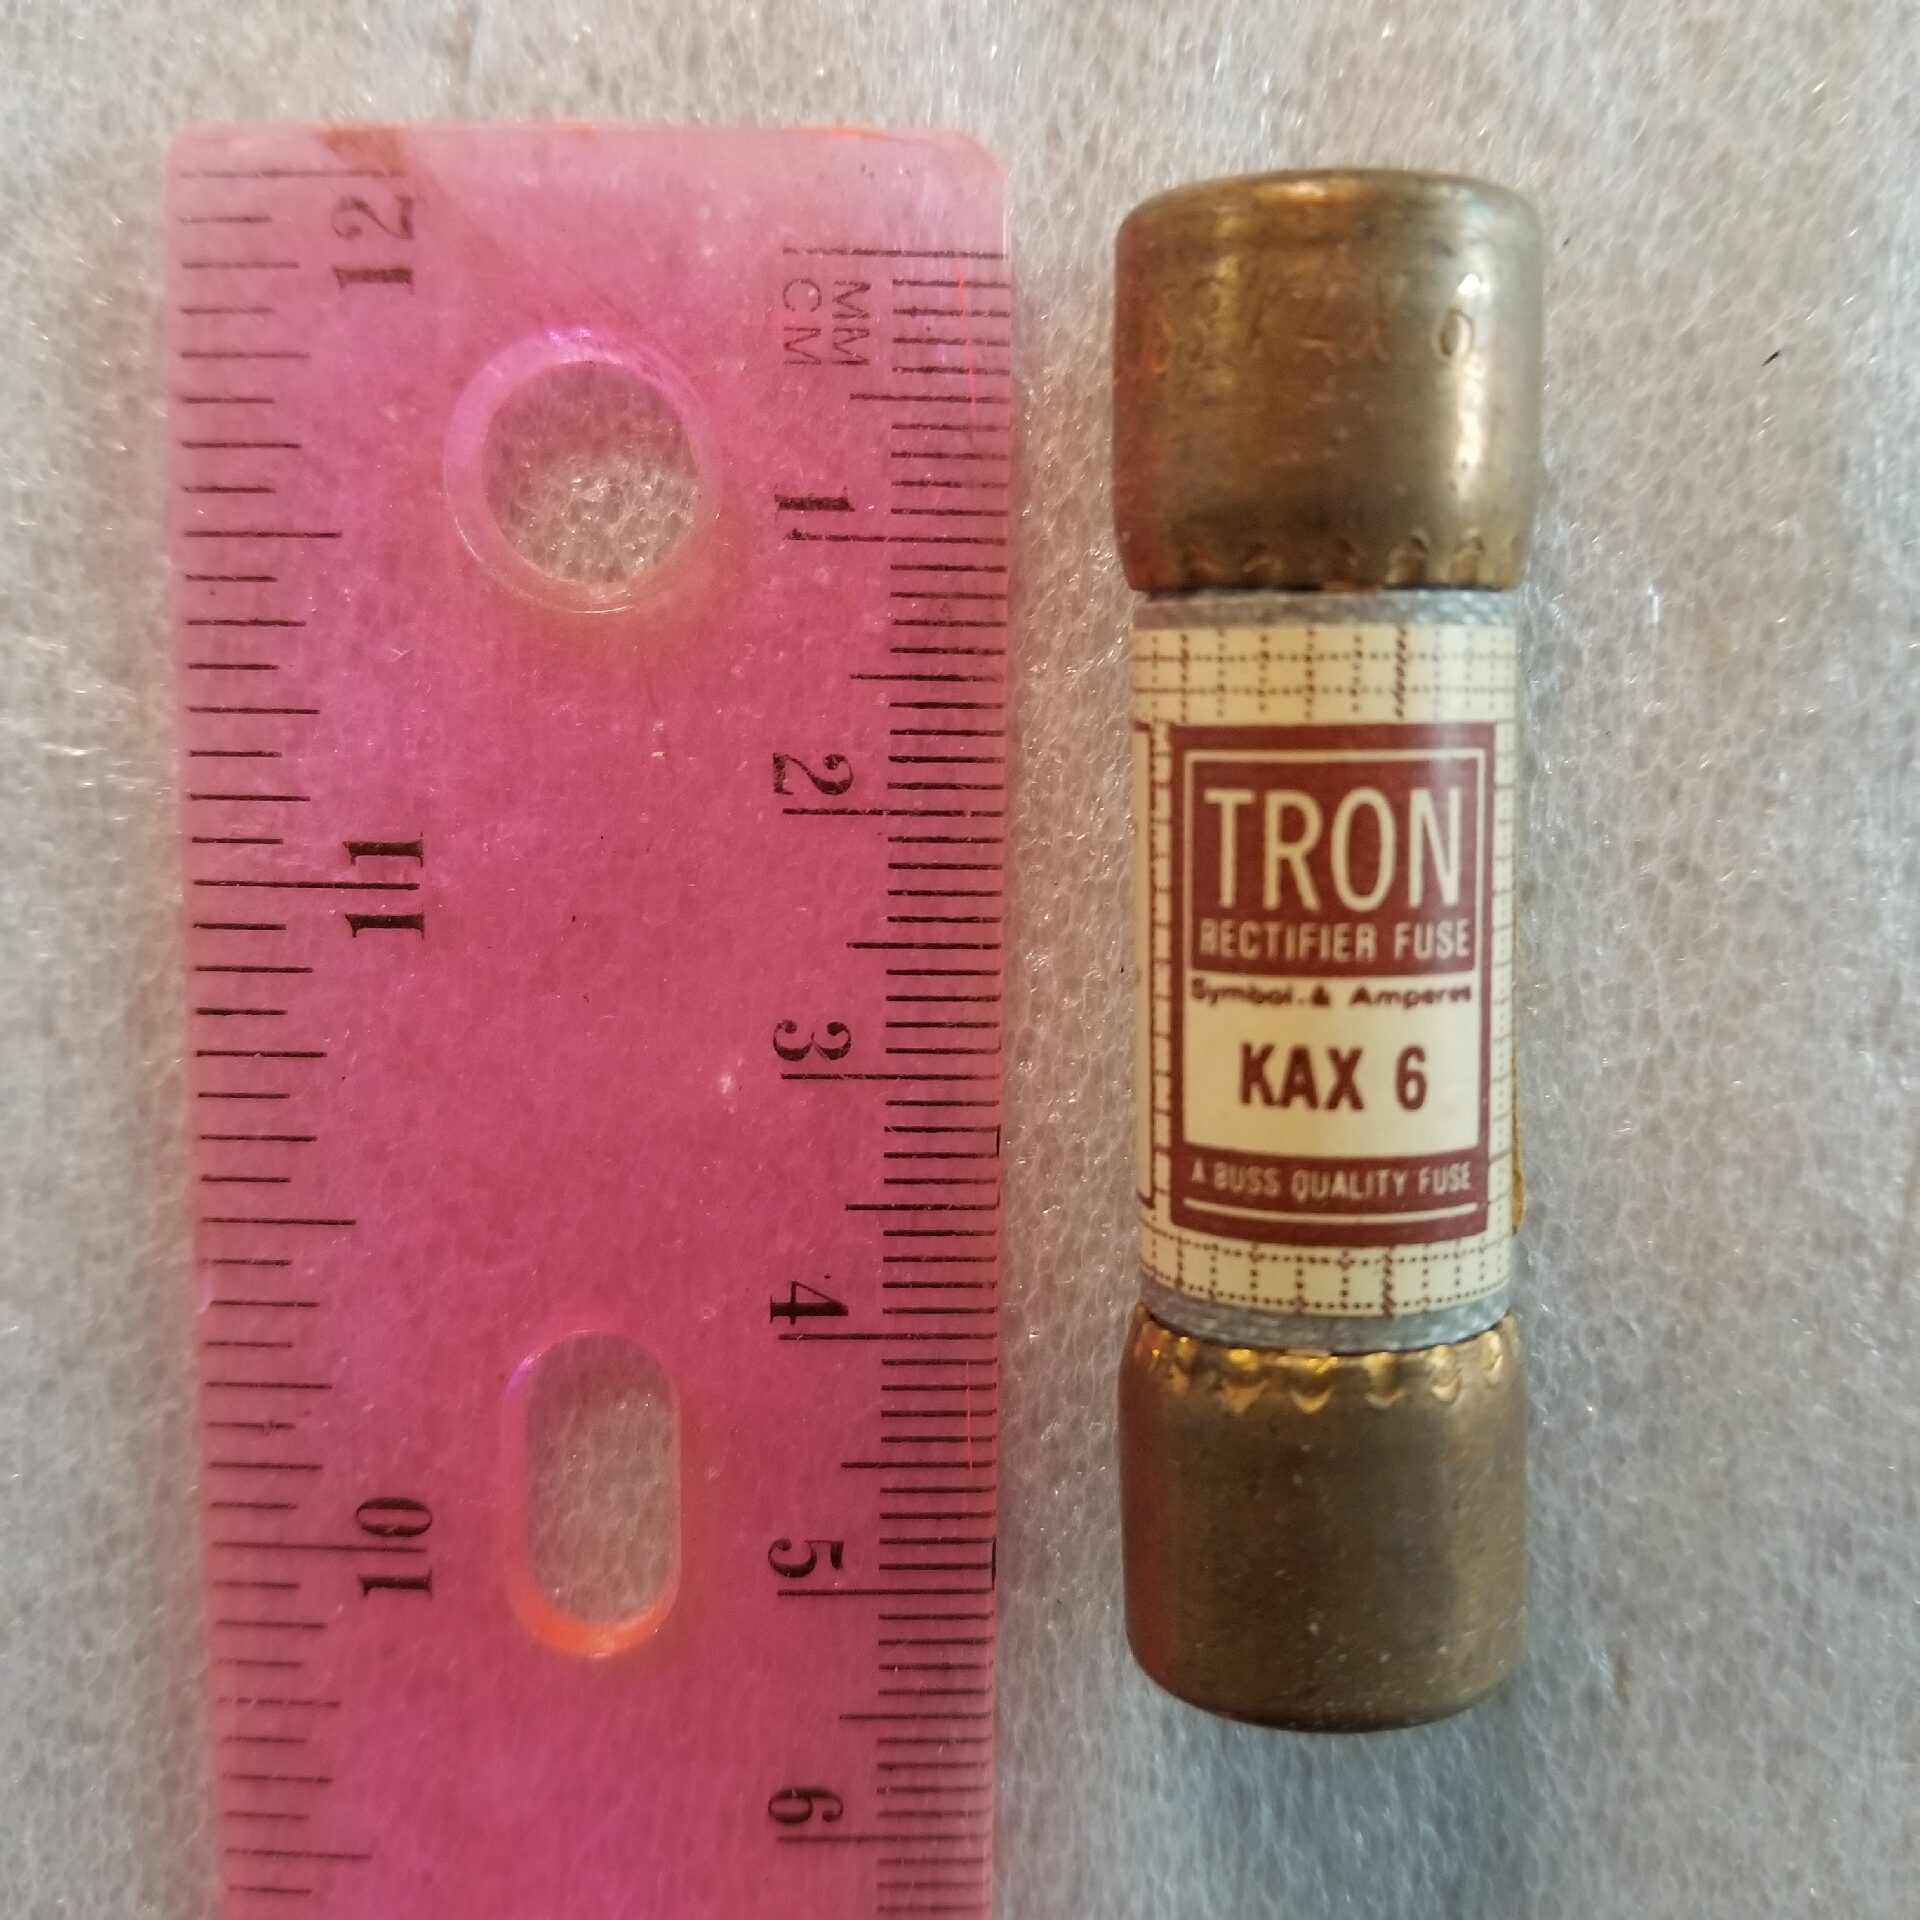 12
11
10
MM
CM
1
2
3
4
5
6
TRON
RECTIFIER FUSE
Symbol & Amperes
KAX 6
A BUSS QUALITY FUSE